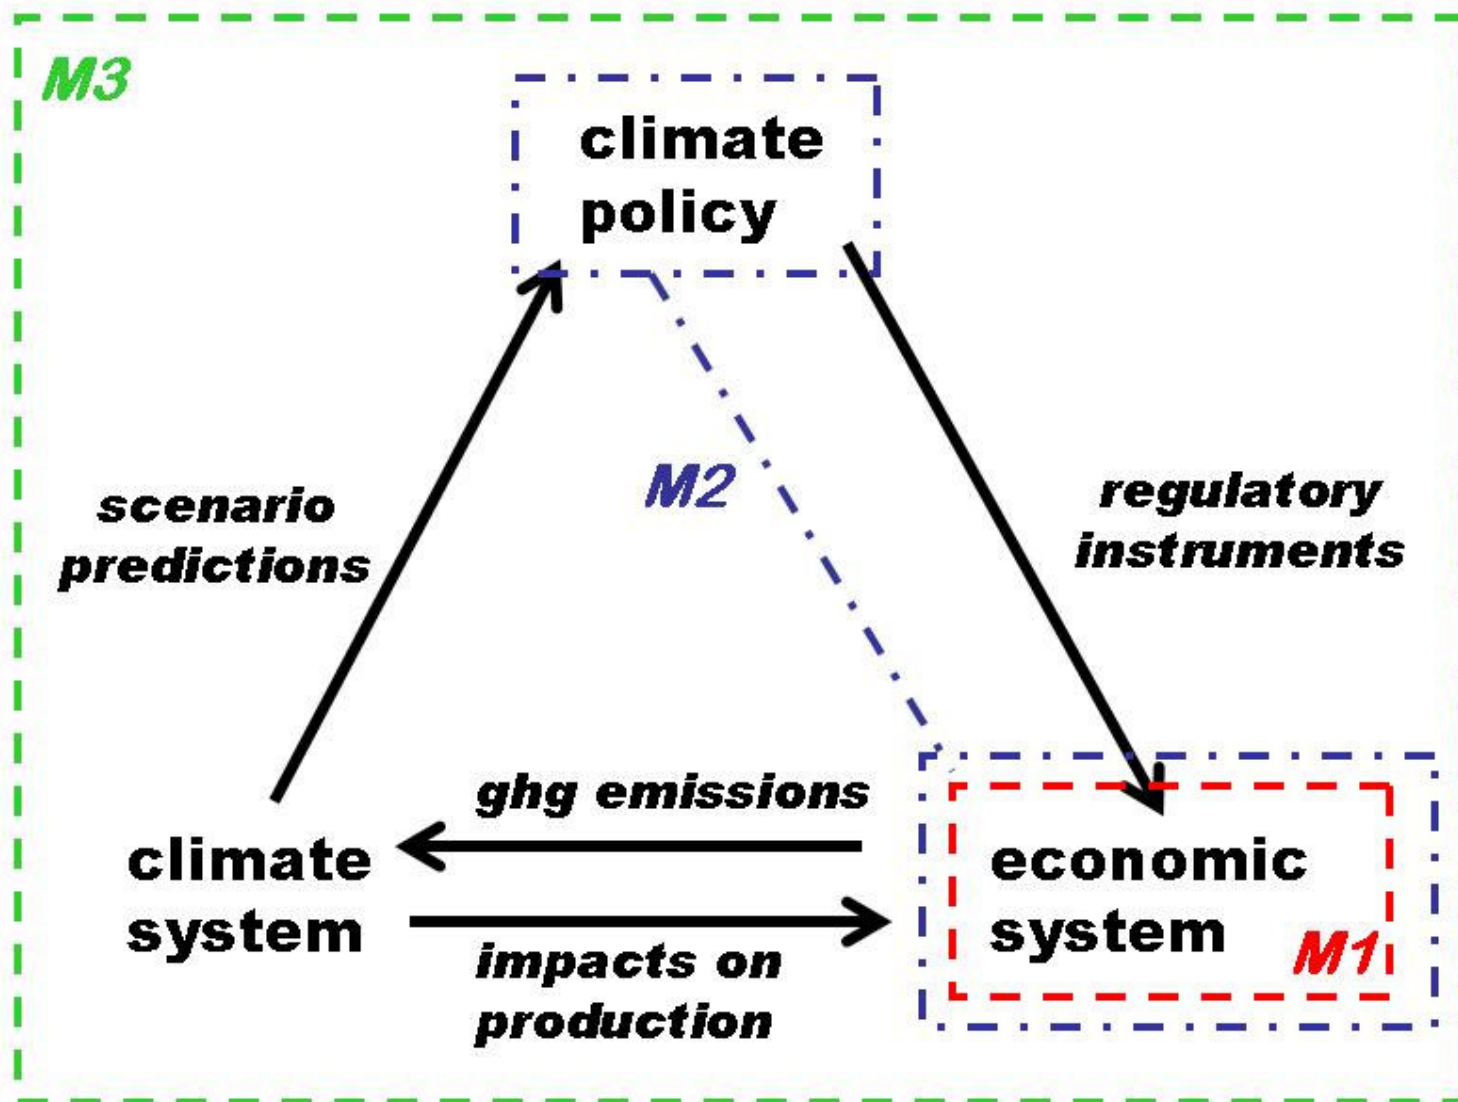 M3
climate
policy
scenario
predictions
M2
regulatory
instruments
ghg emissions
climate
system
impacts on
production
economic
system
M1